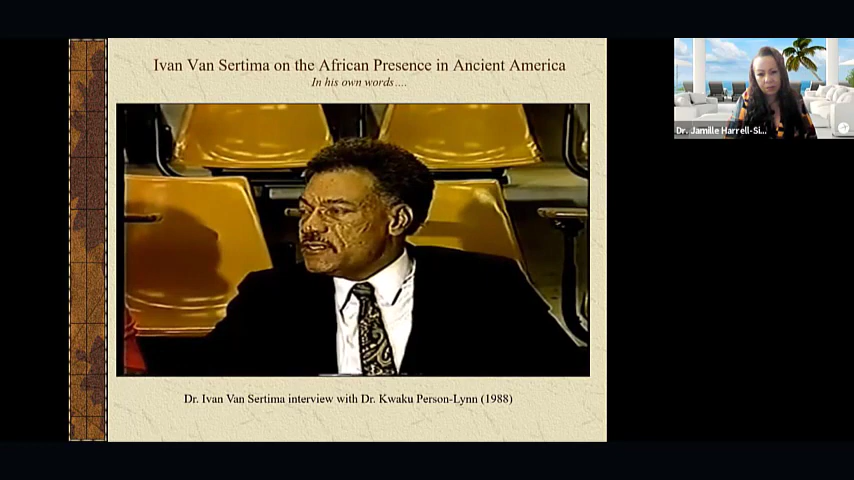 Ivan Van Sertima on the African Presence in Ancient America
In his own words....
Dr. Jamille Harrell-Si...
Dr. Ivan Van Sertima interview with Dr. Kwaku Person-Lynn (1988)